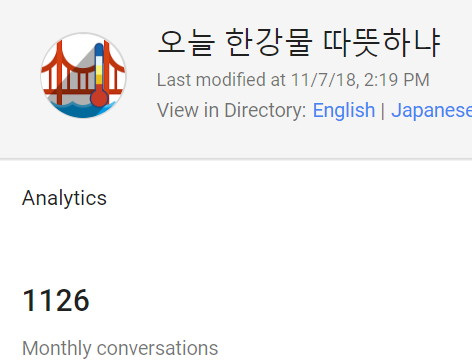 오늘 한강물 따뜻하냐
Last modified at 11/7/18, 2:19 PM
View in Directory: English | Japanese
Analytics
1126
Monthly conversations